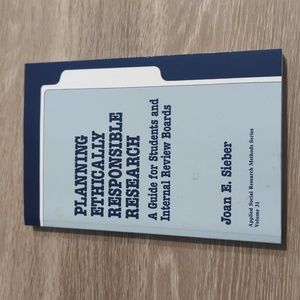 PLANNING
ETHICALLY
RESPONSIBLE
RESEARCH
A Guide for Students and
Internal Review Boards
Joan E. Sieber
Applied Social Research Methods Series
Volume 31